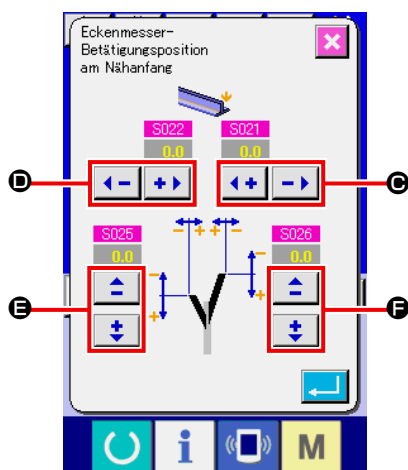 Eckenmesser-
Betätigungsposition
am Nähanfang
S022 S021
0.0 0.0
D C
S025 S026
0.0 0.0
E F
i M